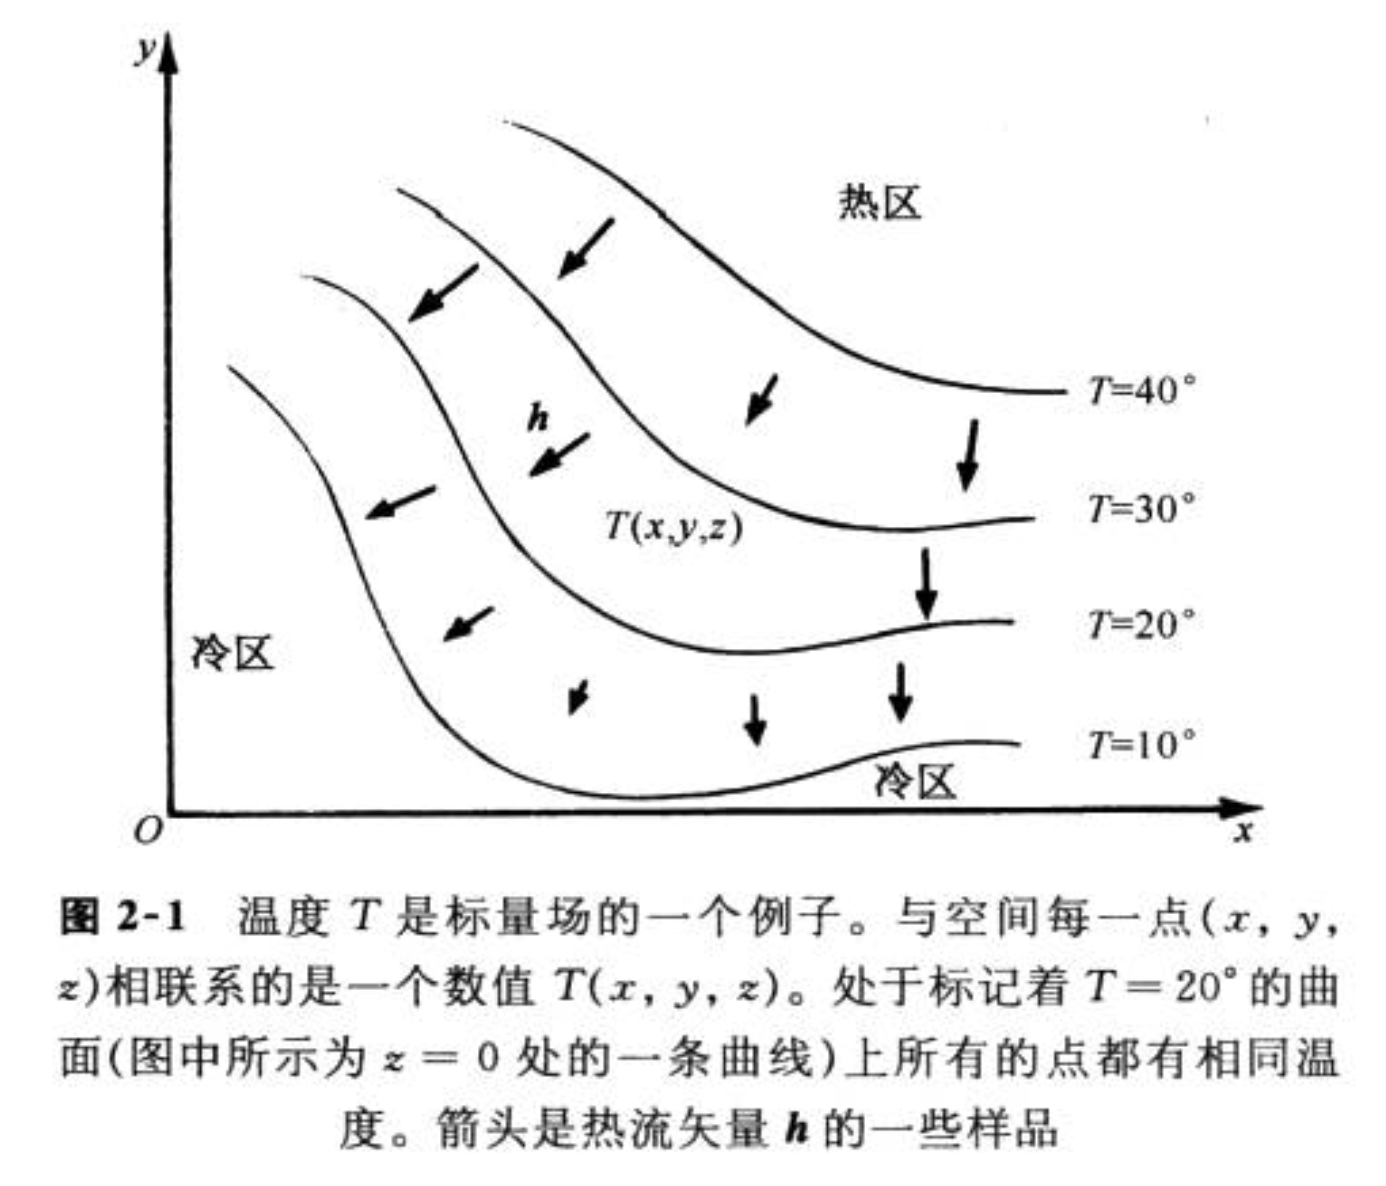 y
热区
T=40°
h
T=30°
T(x,y,z)
T=20°
冷区
T=10°
冷区
O
x
图 2-1 温度 T 是标量场的一个例子。与空间每一点(x, y,
z)相联系的是一个数值 T(x, y, z)。处于标记着 T = 20°的曲
面(图中所示为 z = 0 处的一条曲线)上所有的点都有相同温
度。箭头是热流矢量 h 的一些样品